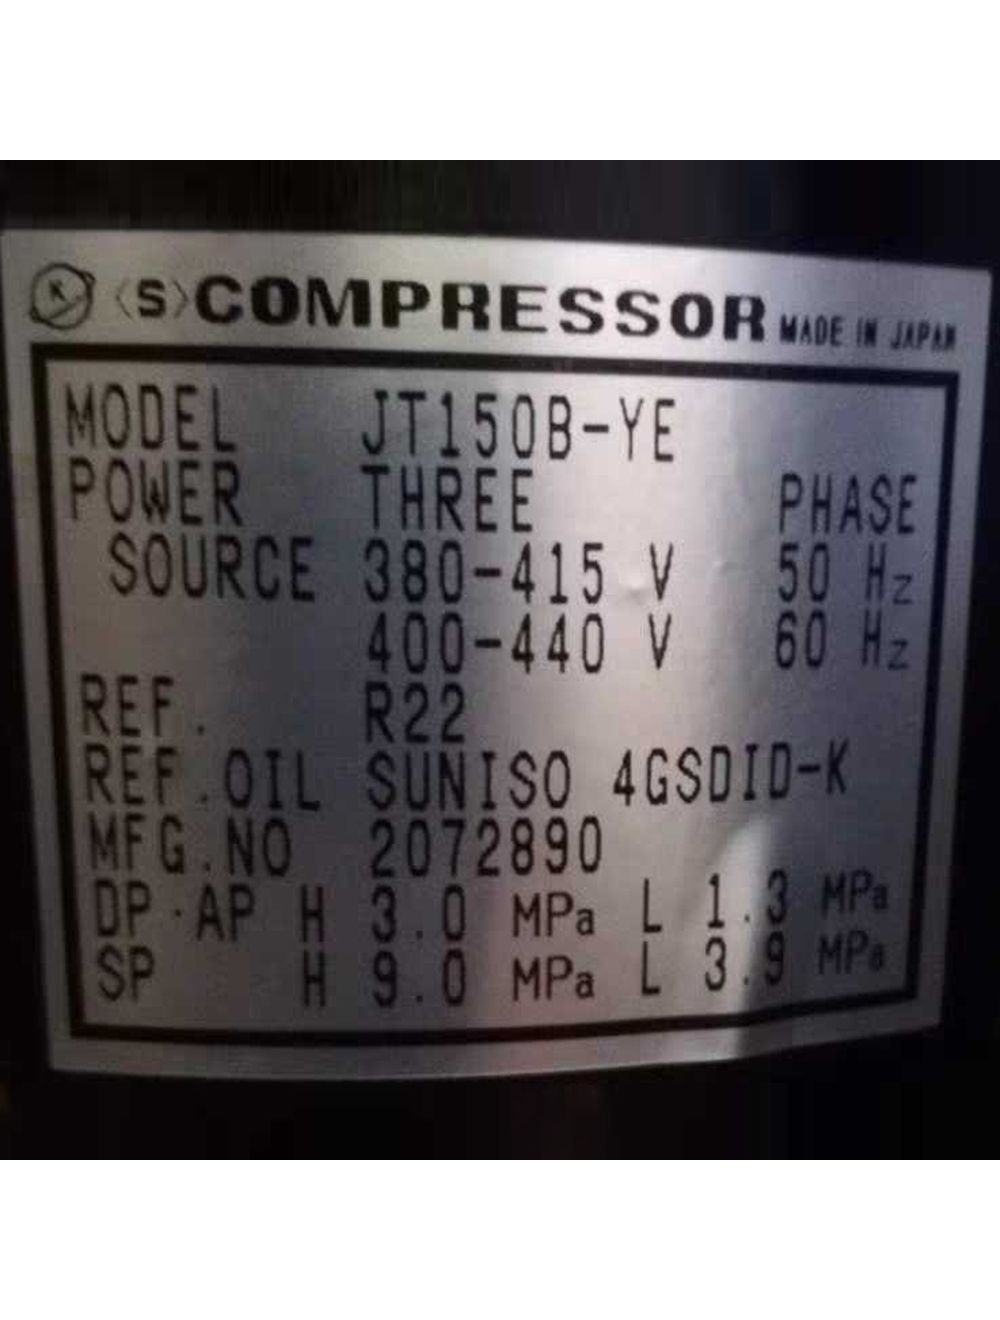 K <S> COMPRESSOR MADE IN JAPAN
MODEL JT150B-YE
POWER THREE PHASE
SOURCE 380-415 V 50 Hz
400-440 V 60 Hz
REF. R22
REF.OIL SUNISO 4GSDID-K
MFG.NO 2072890
DP·AP H 3.0 MPa L 1.3 MPa
SP H 9.0 MPa L 3.9 MPa